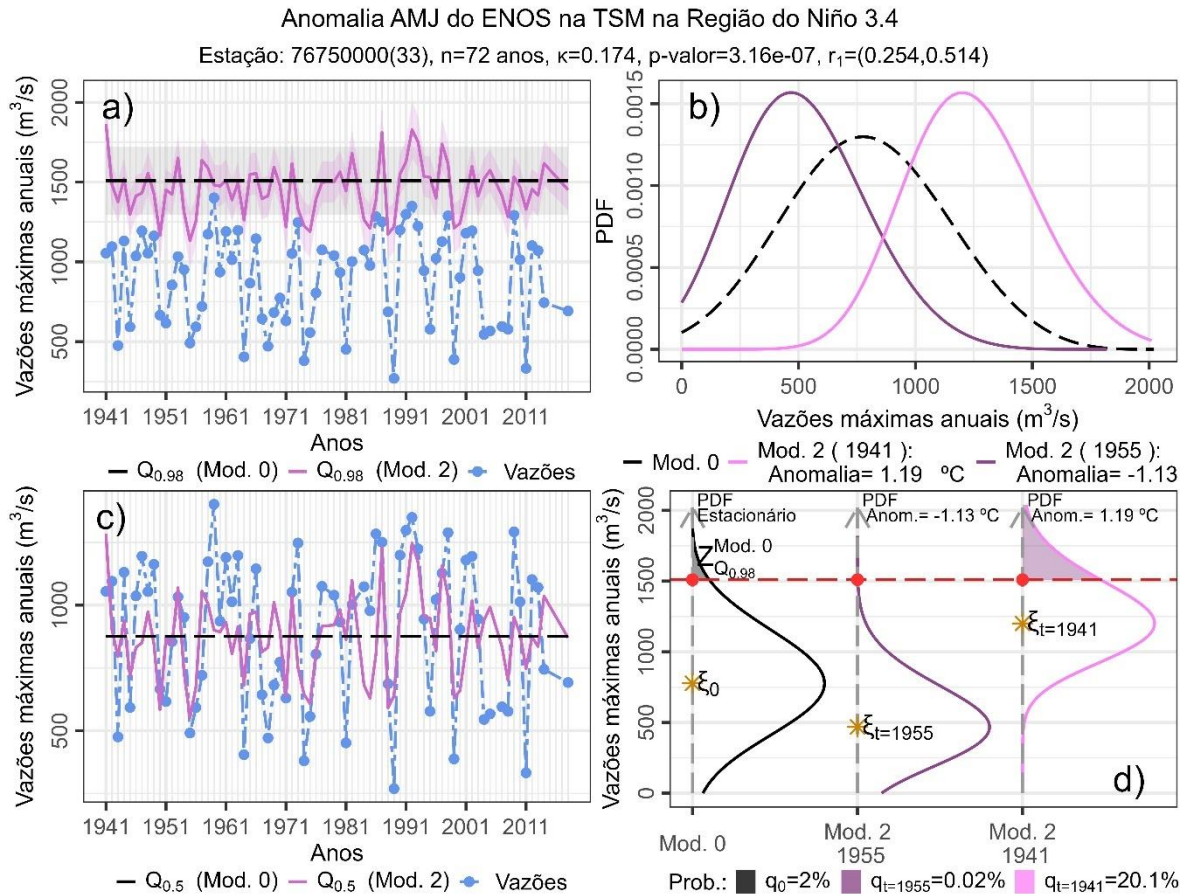 Anomalia AMJ do ENOS na TSM na Região do Niño 3.4
Estação: 76750000(33), n=72 anos, κ=0.174, p-valor=3.16e-07, r₁=(0.254,0.514)
a)
Vazões máximas anuais (m³/s)
2000
1500
1000
500
1941 1951 1961 1971 1981 1991 2001 2011
Anos
Q₀.₉₈ (Mod. 0) Q₀.₉₈ (Mod. 2) Vazões
b)
PDF
0.0015
0.0010
0.0005
0.0000
0 500 1000 1500 2000
Vazões máximas anuais (m³/s)
Mod. 0 Mod. 2 ( 1941 ): Mod. 2 ( 1955 ):
Anomalia= 1.19 ºC Anomalia= -1.13
c)
Vazões máximas anuais (m³/s)
1000
500
1941 1951 1961 1971 1981 1991 2001 2011
Anos
Q₀.₅ (Mod. 0) Q₀.₅ (Mod. 2) Vazões
d)
Vazões máximas anuais (m³/s)
2000
1500
1000
500
0
PDF
Estacionário
PDF
Anom.= -1.13 ºC
PDF
Anom.= 1.19 ºC
Mod. 0
Q₀.₉₈
ξ₀
ξt=1955
ξt=1941
Mod. 0
Mod. 2
1955
Mod. 2
1941
Prob.: q₀=2% qt=1955=0.02% qt=1941=20.1%